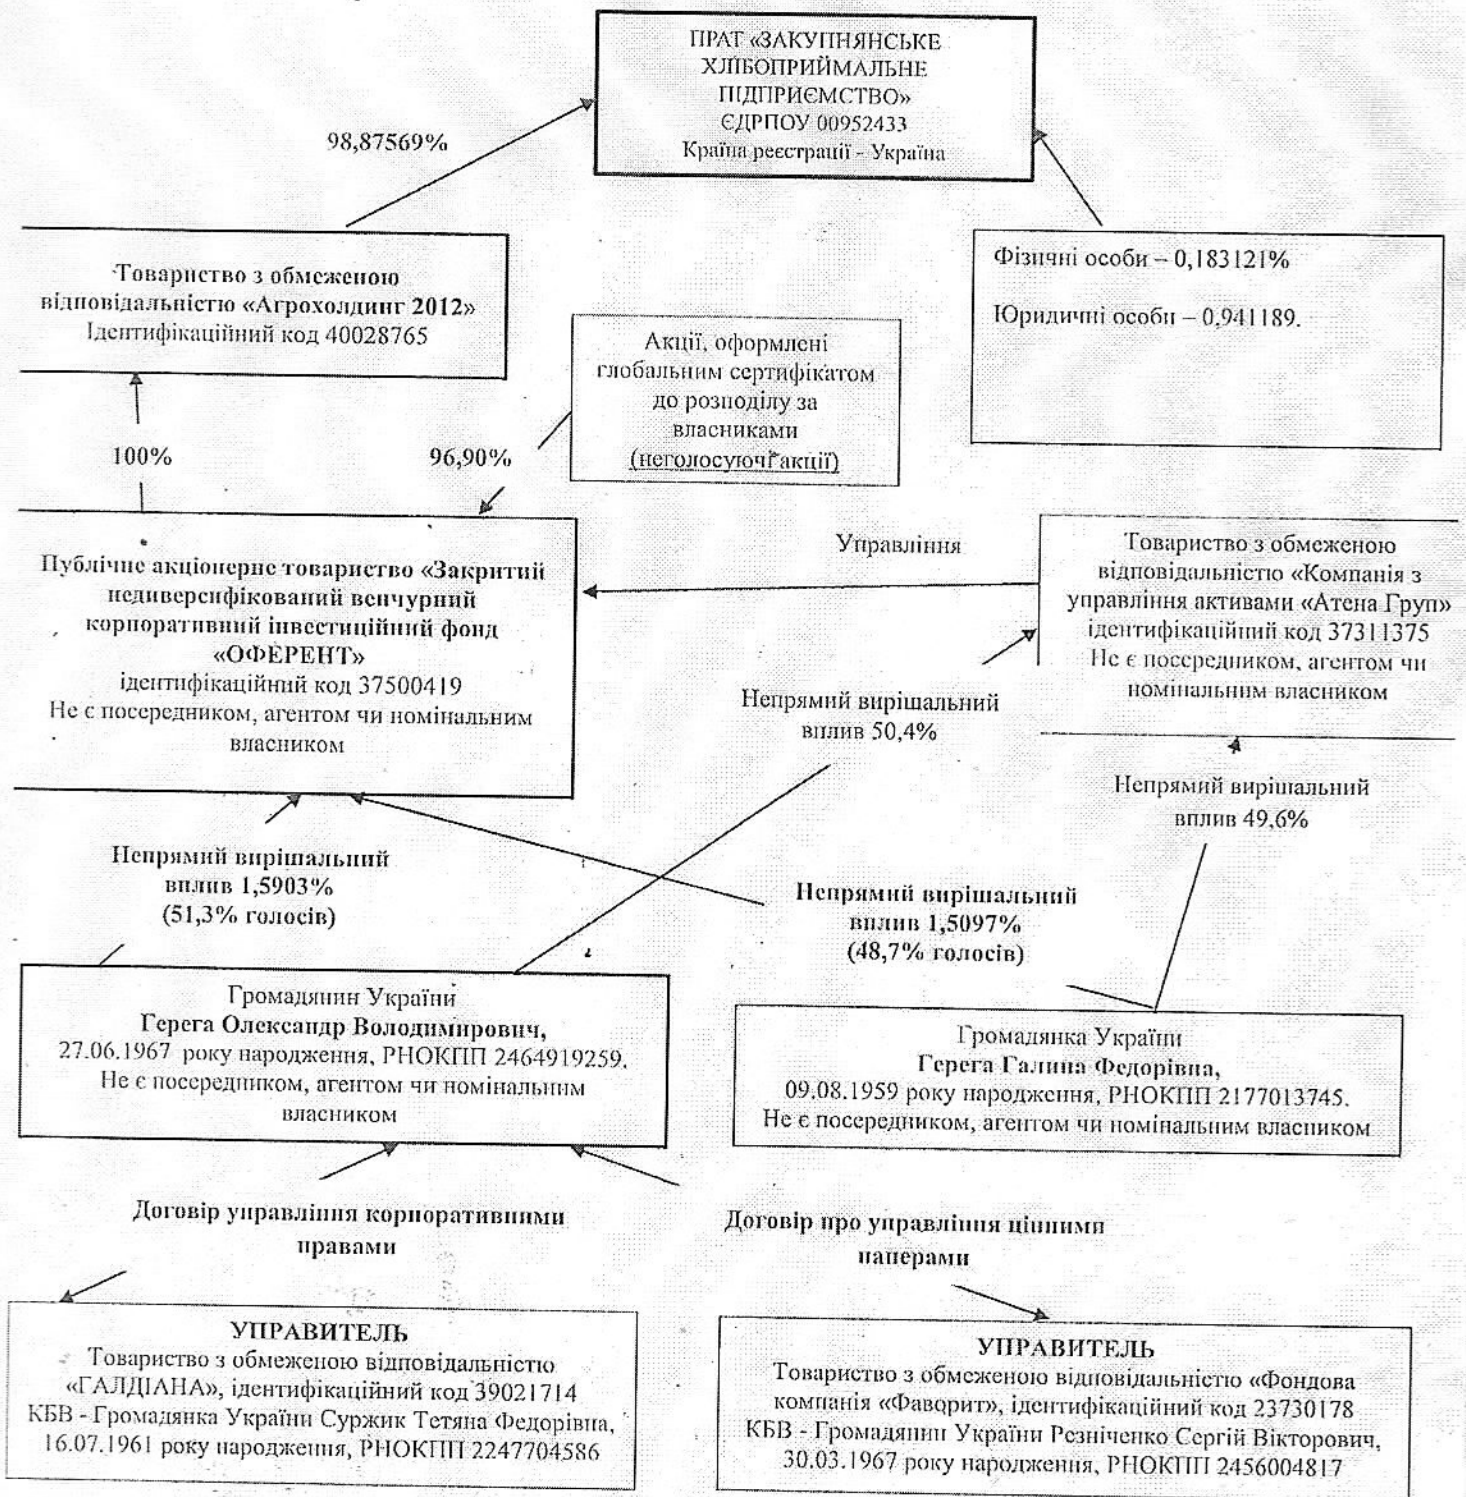 ПРАТ «ЗАКУПНЯНСЬКЕ
ХЛІБОПРИЙМАЛЬНЕ
ПІДПРИЄМСТВО»
ЄДРПОУ 00952433
Країна реєстрації - Україна
98,87569%
Товариство з обмеженою
відповідальністю «Агрохолдинг 2012»
Ідентифікаційний код 40028765
Фізичні особи – 0,183121%
Юридичні особи – 0,941189.
Акції, оформлені
глобальним сертифікатом
до розподілу за
власниками
(неголосуючі акції)
100%
96,90%
Публічне акціонерне товариство «Закритий
недиверсифікований венчурний
корпоративний інвестиційний фонд
«ОФЕРЕНТ»
ідентифікаційний код 37500419
Не є посередником, агентом чи номінальним
власником
Управління
Товариство з обмеженою
відповідальністю «Компанія з
управління активами «Атена Груп»
ідентифікаційний код 37311375
Не є посередником, агентом чи
номінальним власником
Непрямий вирішальний
вплив 50,4%
Непрямий вирішальний
вплив 49,6%
Непрямий вирішальний
вплив 1,5903%
(51,3% голосів)
Непрямий вирішальний
вплив 1,5097%
(48,7% голосів)
Громадянин України
Герега Олександр Володимирович,
27.06.1967 року народження, РНОКПП 2464919259.
Не є посередником, агентом чи номінальним
власником
Громадянка України
Герега Галина Федорівна,
09.08.1959 року народження, РНОКПП 2177013745.
Не є посередником, агентом чи номінальним власником
Договір управління корпоративними
правами
Договір про управління цінними
паперами
УПРАВИТЕЛЬ
Товариство з обмеженою відповідальністю
«ГАЛДІАНА», ідентифікаційний код 39021714
КБВ - Громадянка України Суржик Тетяна Федорівна,
16.07.1961 року народження, РНОКПП 2247704586
УПРАВИТЕЛЬ
Товариство з обмеженою відповідальністю «Фондова
компанія «Фаворит», ідентифікаційний код 23730178
КБВ - Громадянин України Резніченко Сергій Вікторович,
30.03.1967 року народження, РНОКПП 2456004817